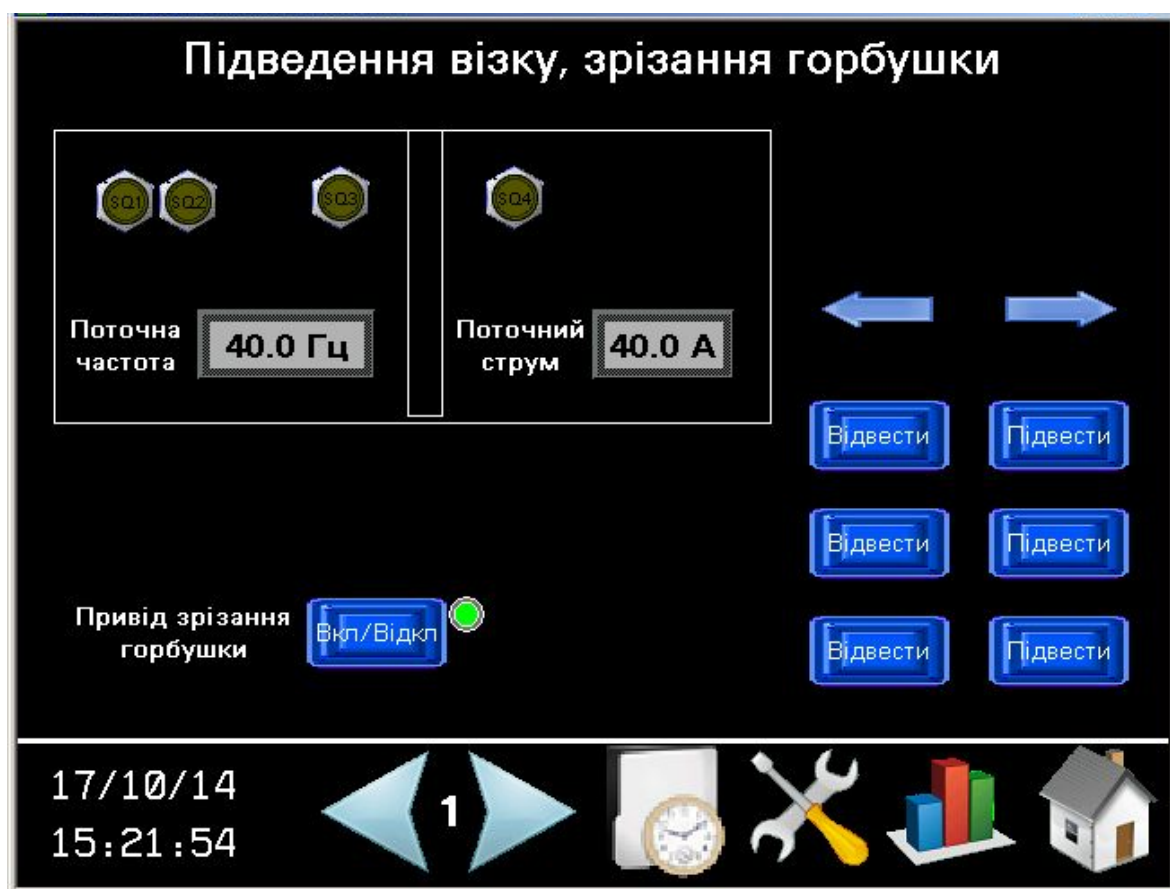 Підведення візку, зрізання горбушки
SQ1 SQ2 SQ3 SQ4
Поточна
частота
40.0 Гц
Поточний
струм
40.0 А
Відвести Підвести
Відвести Підвести
Привід зрізання
горбушки
Вкл/Відкл
Відвести Підвести
17/10/14
15:21:54
1